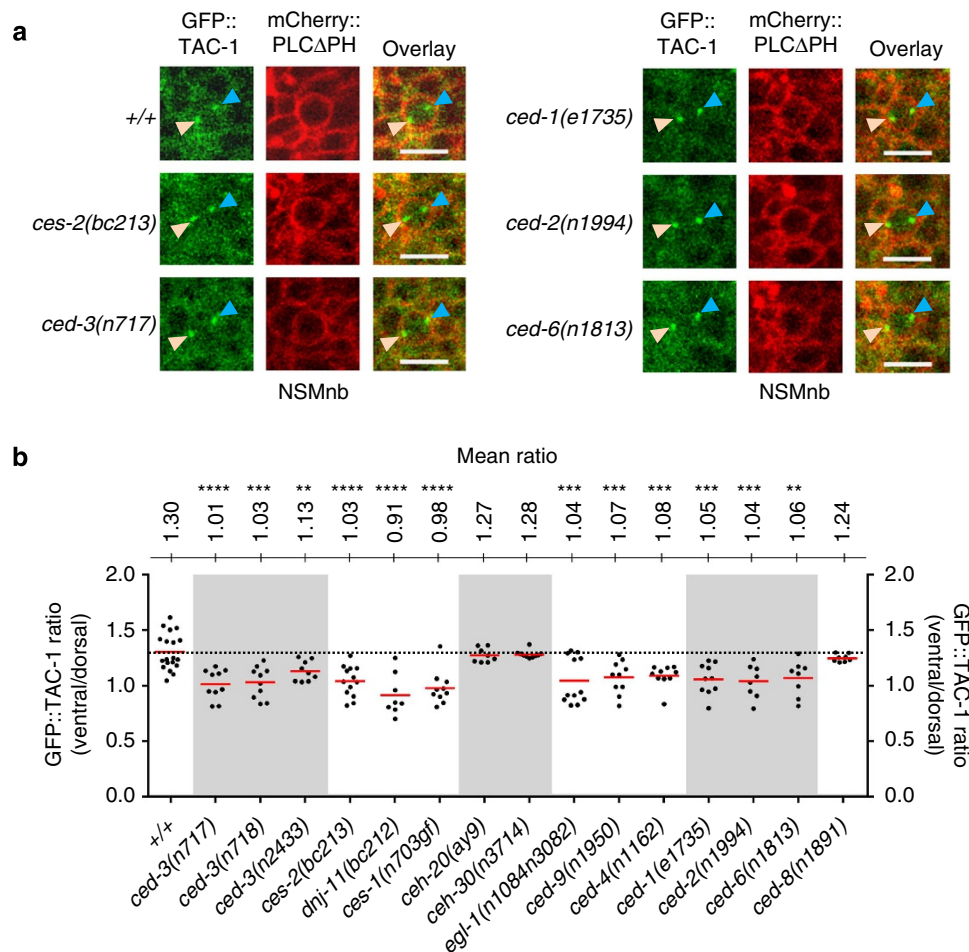 a
GFP::
TAC-1
mCherry::
PLCΔPH
Overlay
+/+
ces-2(bc213)
ced-3(n717)
NSMnb
GFP::
TAC-1
mCherry::
PLCΔPH
Overlay
ced-1(e1735)
ced-2(n1994)
ced-6(n1813)
NSMnb
b
Mean ratio
**** *** ** **** **** **** *** *** *** *** *** **
1.30 1.01 1.03 1.13 1.03 0.91 0.98 1.27 1.28 1.04 1.07 1.08 1.05 1.04 1.06 1.24
GFP::TAC-1 ratio
(ventral/dorsal)
2.0
1.5
1.0
0.5
0.0
2.0
1.5
1.0
0.5
0.0
GFP::TAC-1 ratio
(ventral/dorsal)
+/+
ced-3(n717)
ced-3(n718)
ced-3(n2433)
ces-2(bc213)
dnj-11(bc212)
ces-1(n703gf)
ceh-20(ay9)
ceh-30(n3714)
egl-1(n1084n3082)
ced-9(n1950)
ced-4(n1162)
ced-1(e1735)
ced-2(n1994)
ced-6(n1813)
ced-8(n1891)